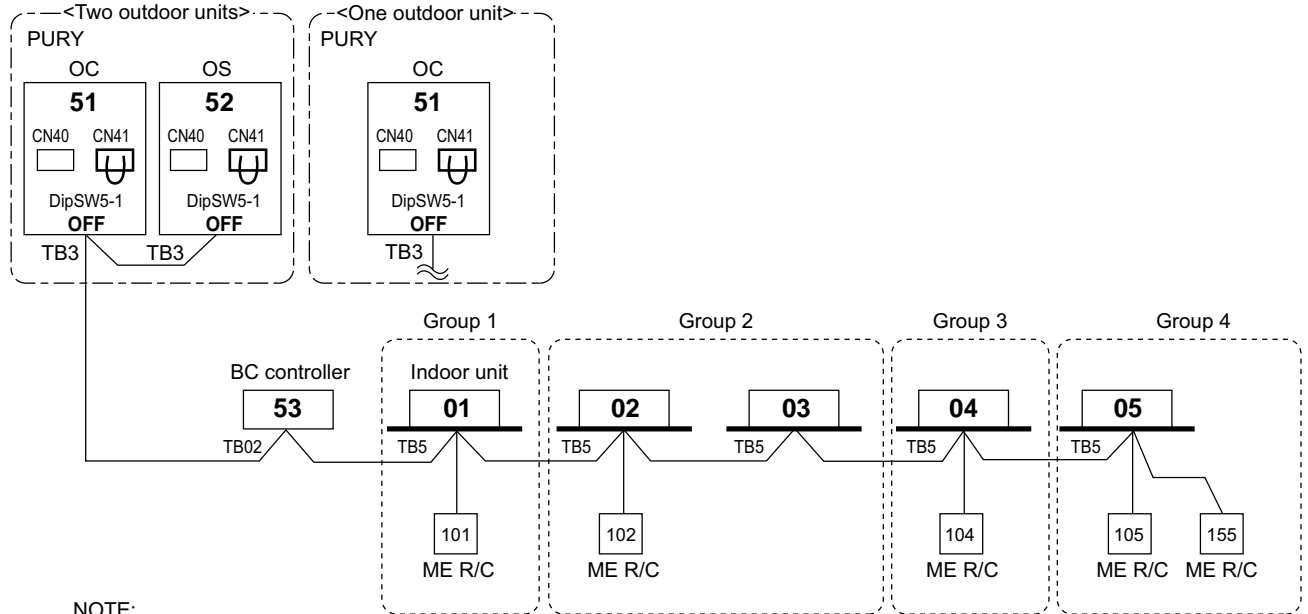 <Two outdoor units> <One outdoor unit>
PURY PURY
OC OS OC
51 52 51
CN40 CN41 CN40 CN41 CN40 CN41
DipSW5-1 DipSW5-1 DipSW5-1
OFF OFF OFF
TB3 TB3 TB3
Group 1 Group 2 Group 3 Group 4
BC controller Indoor unit
53 01 02 03 04 05
TB02 TB5 TB5 TB5 TB5 TB5
101 102 104 105 155
ME R/C ME R/C ME R/C ME R/C ME R/C
NOTE: